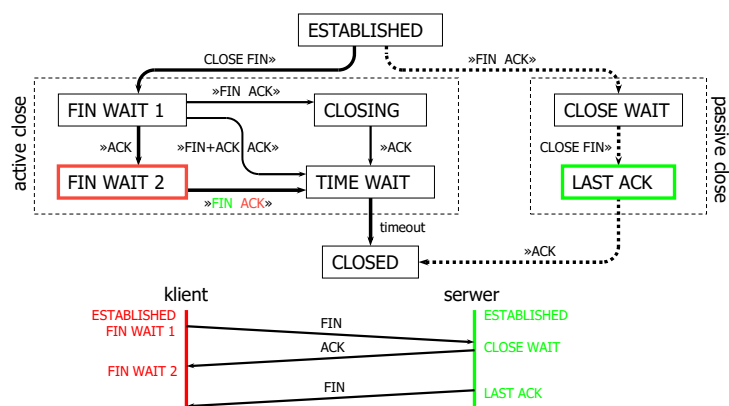 ESTABLISHED
CLOSE FIN»
»FIN ACK»
active close
FIN WAIT 1
»FIN ACK»
CLOSING
CLOSE WAIT
passive close
»ACK
»FIN+ACK ACK»
»ACK
CLOSE FIN»
FIN WAIT 2
TIME WAIT
LAST ACK
»FIN ACK»
timeout
CLOSED
»ACK
klient
serwer
ESTABLISHED
ESTABLISHED
FIN WAIT 1
FIN
ACK
CLOSE WAIT
FIN WAIT 2
FIN
LAST ACK